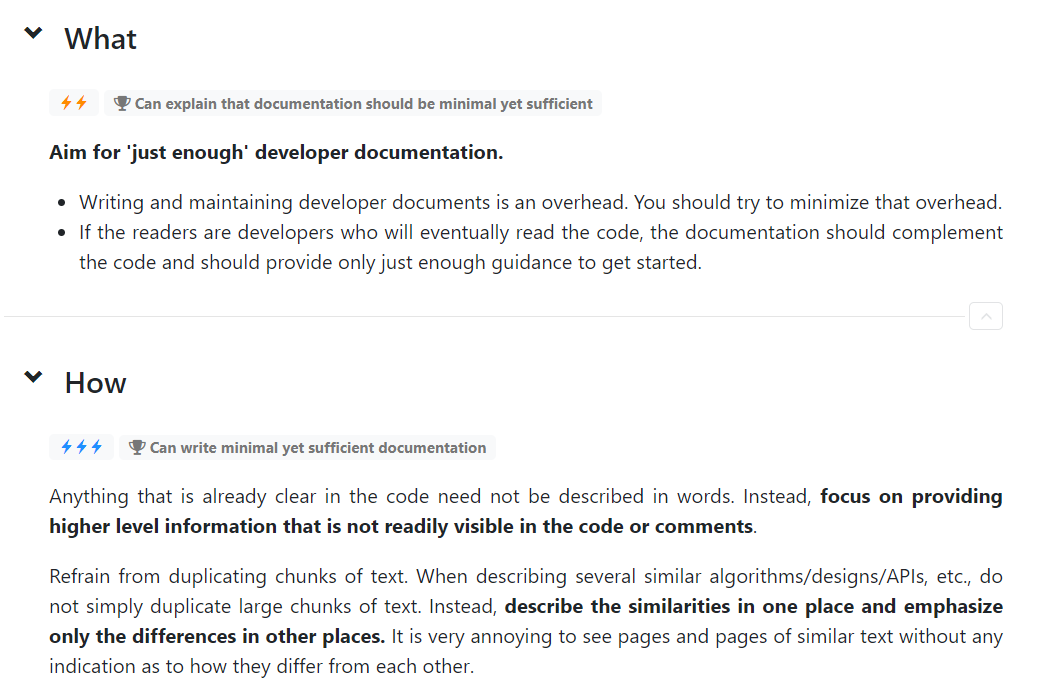 What
Can explain that documentation should be minimal yet sufficient
Aim for 'just enough' developer documentation.
• Writing and maintaining developer documents is an overhead. You should try to minimize that overhead.
• If the readers are developers who will eventually read the code, the documentation should complement
the code and should provide only just enough guidance to get started.
How
Can write minimal yet sufficient documentation
Anything that is already clear in the code need not be described in words. Instead, focus on providing
higher level information that is not readily visible in the code or comments.
Refrain from duplicating chunks of text. When describing several similar algorithms/designs/APIs, etc., do
not simply duplicate large chunks of text. Instead, describe the similarities in one place and emphasize
only the differences in other places. It is very annoying to see pages and pages of similar text without any
indication as to how they differ from each other.